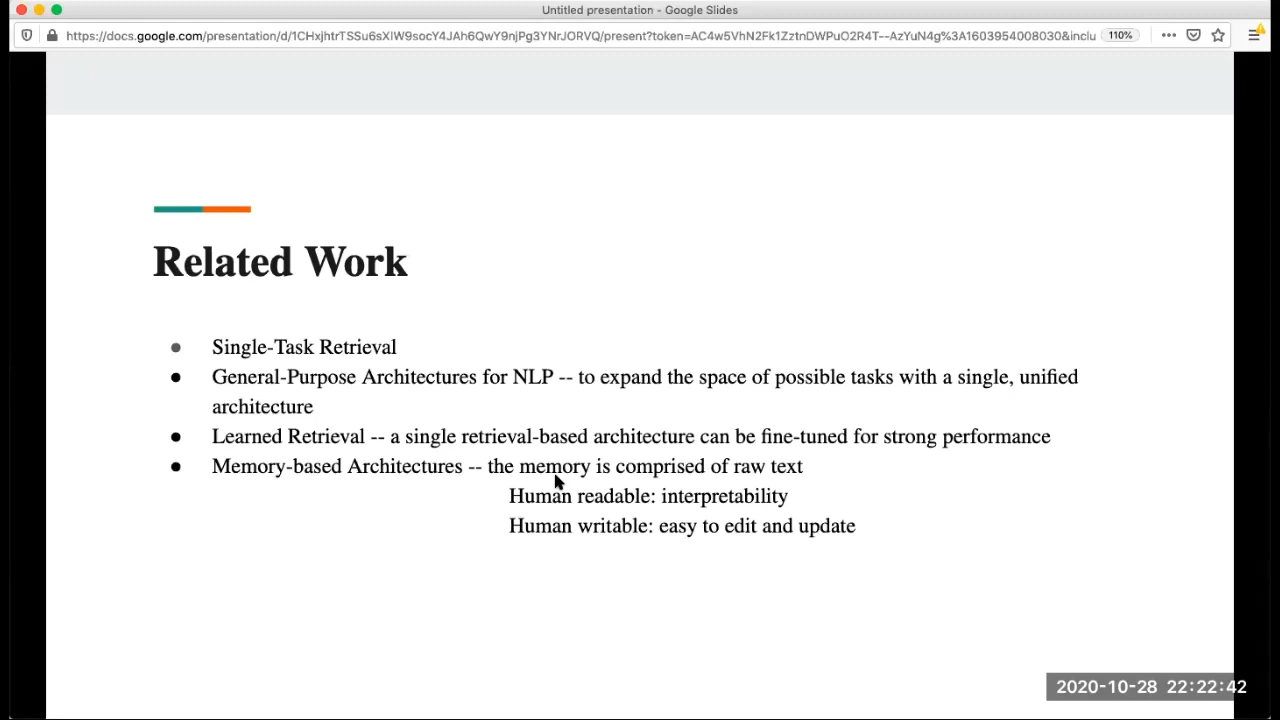 Untitled presentation - Google Slides
https://docs.google.com/presentation/d/1CHxjhtrTSSu6sXlW9socY4JAh6QwY9njPg3YNrJORVQ/present?token=AC4w5VhN2Fk1ZztnDWPuO2R4T--AzYuN4g%3A1603954008030&inclu 110%
Related Work
● Single-Task Retrieval
● General-Purpose Architectures for NLP -- to expand the space of possible tasks with a single, unified
architecture
● Learned Retrieval -- a single retrieval-based architecture can be fine-tuned for strong performance
● Memory-based Architectures -- the memory is comprised of raw text
Human readable: interpretability
Human writable: easy to edit and update
2020-10-28 22:22:42